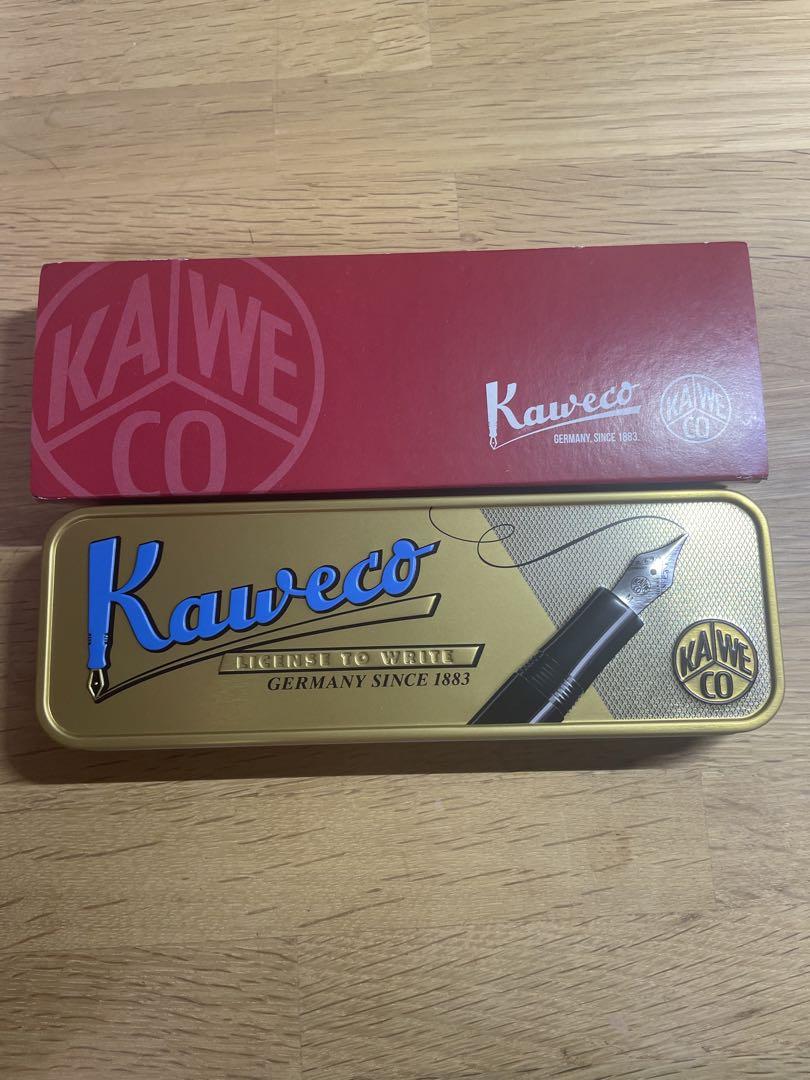 KA WE
CO
Kaweco
GERMANY, SINCE 1883.
KA WE
CO
Kaweco
LICENSE TO WRITE
GERMANY SINCE 1883
KA WE
CO